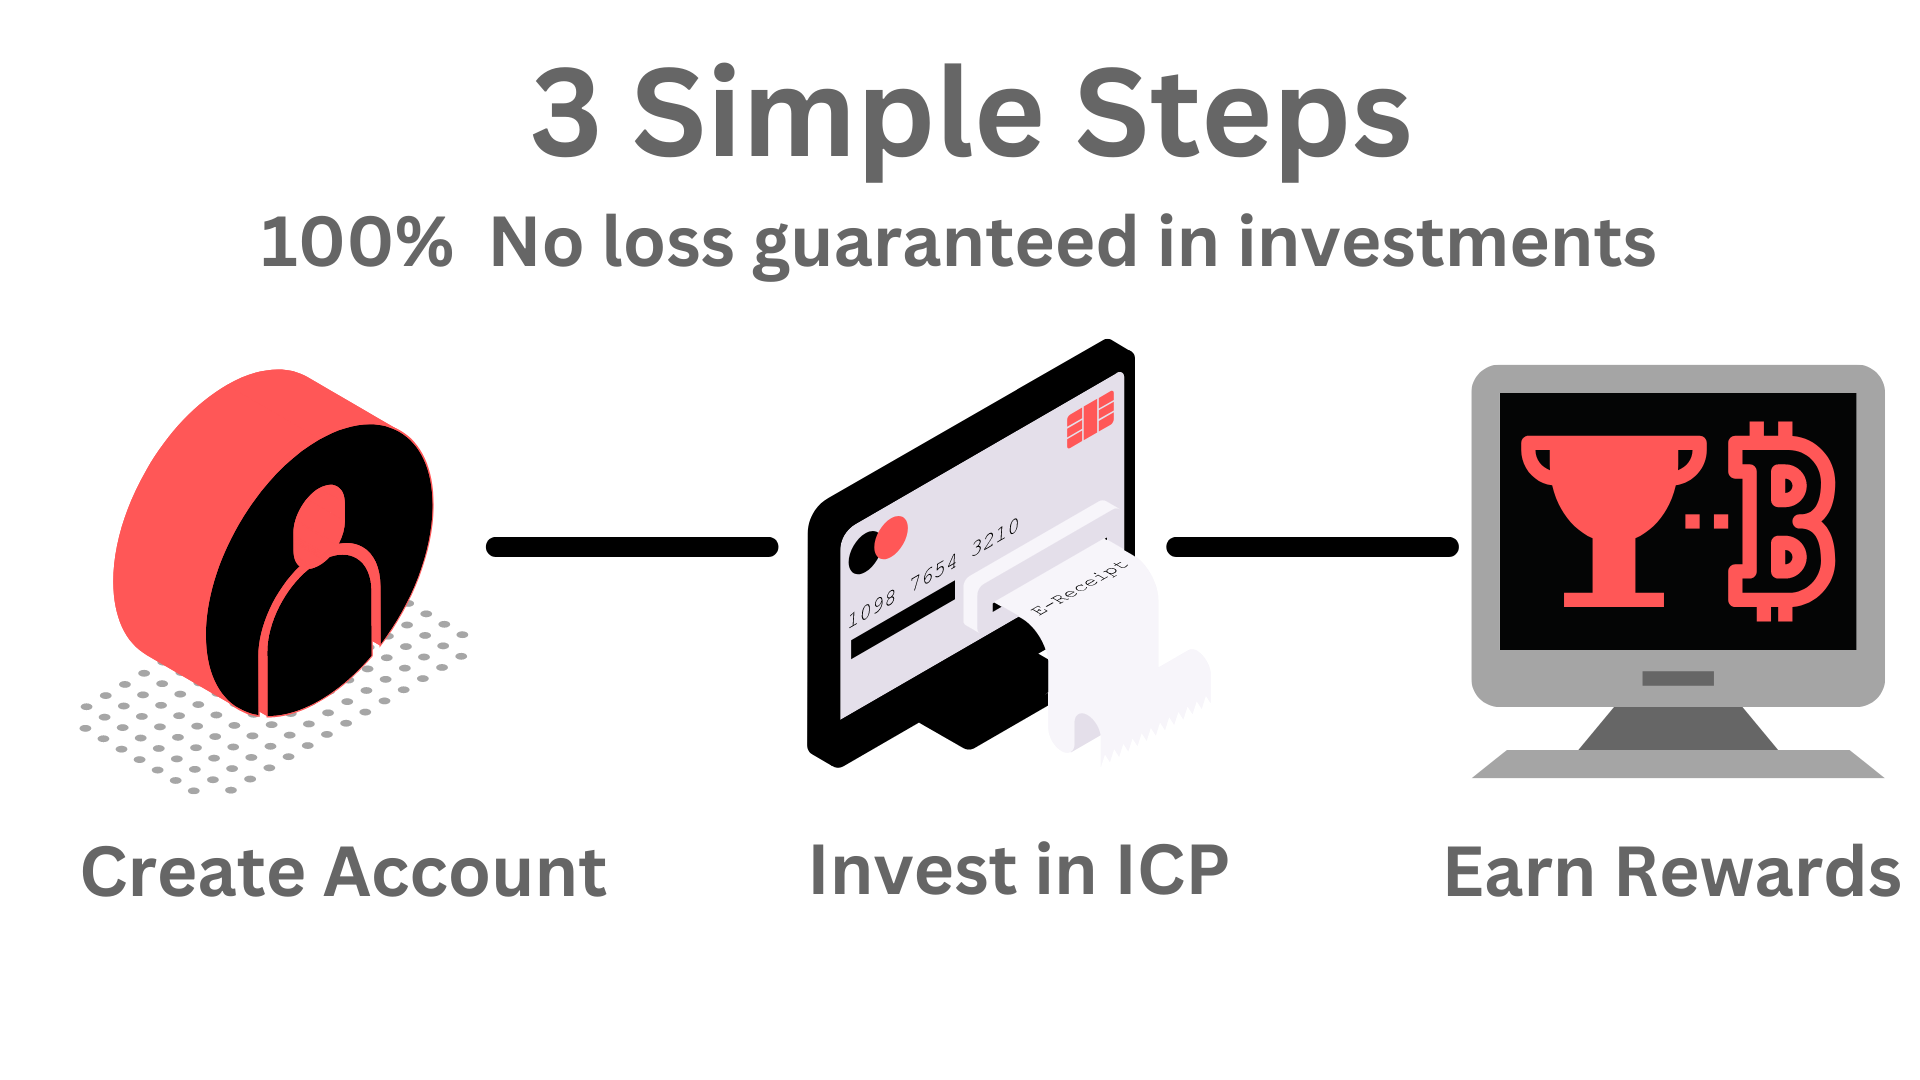 3 Simple Steps
100% No loss guaranteed in investments
1098 7654 3210
E-Receipt
Create Account
Invest in ICP
Earn Rewards